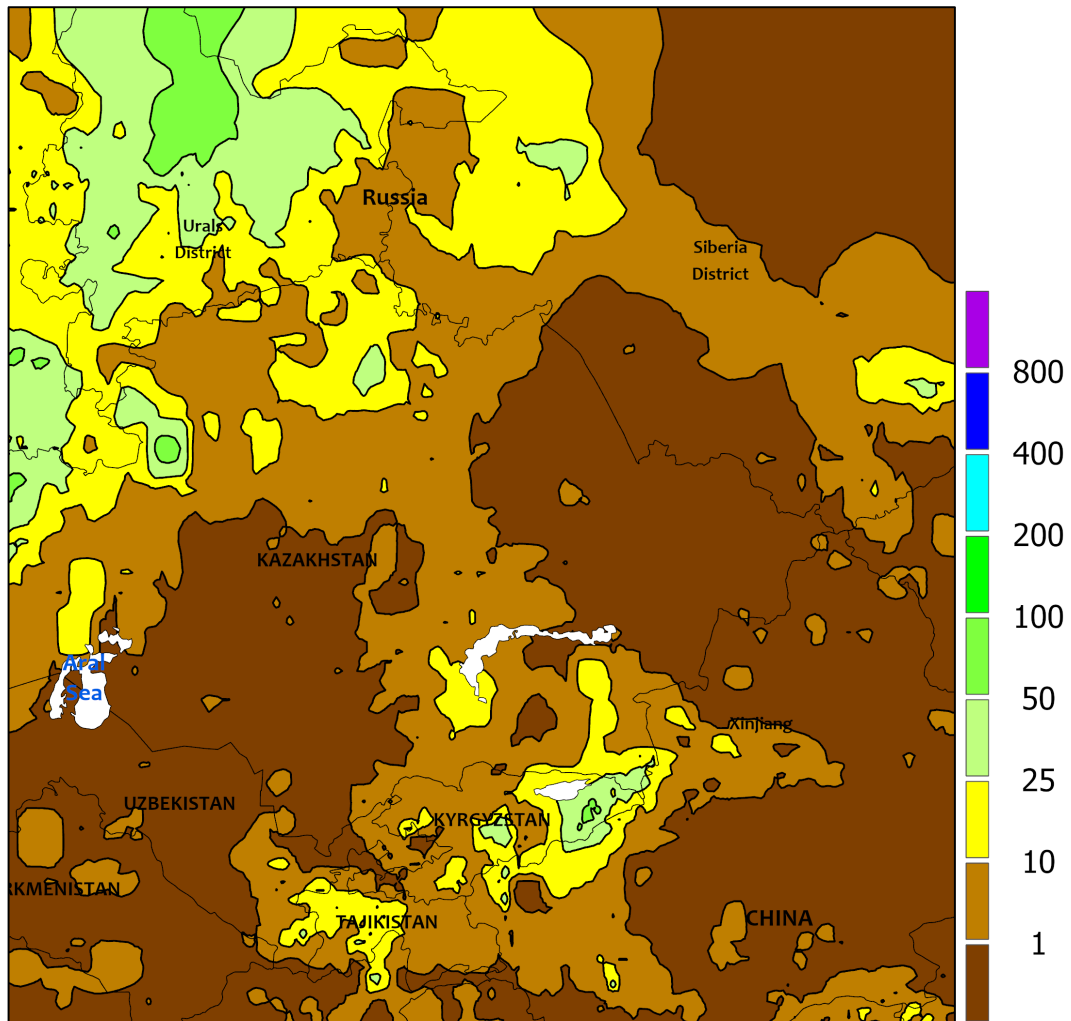 Russia
Urals
District
Siberia
District
KAZAKHSTAN
Aral
Sea
Xinjiang
UZBEKISTAN
KYRGYZSTAN
RKMENISTAN
TAJIKISTAN
CHINA
800
400
200
100
50
25
10
1